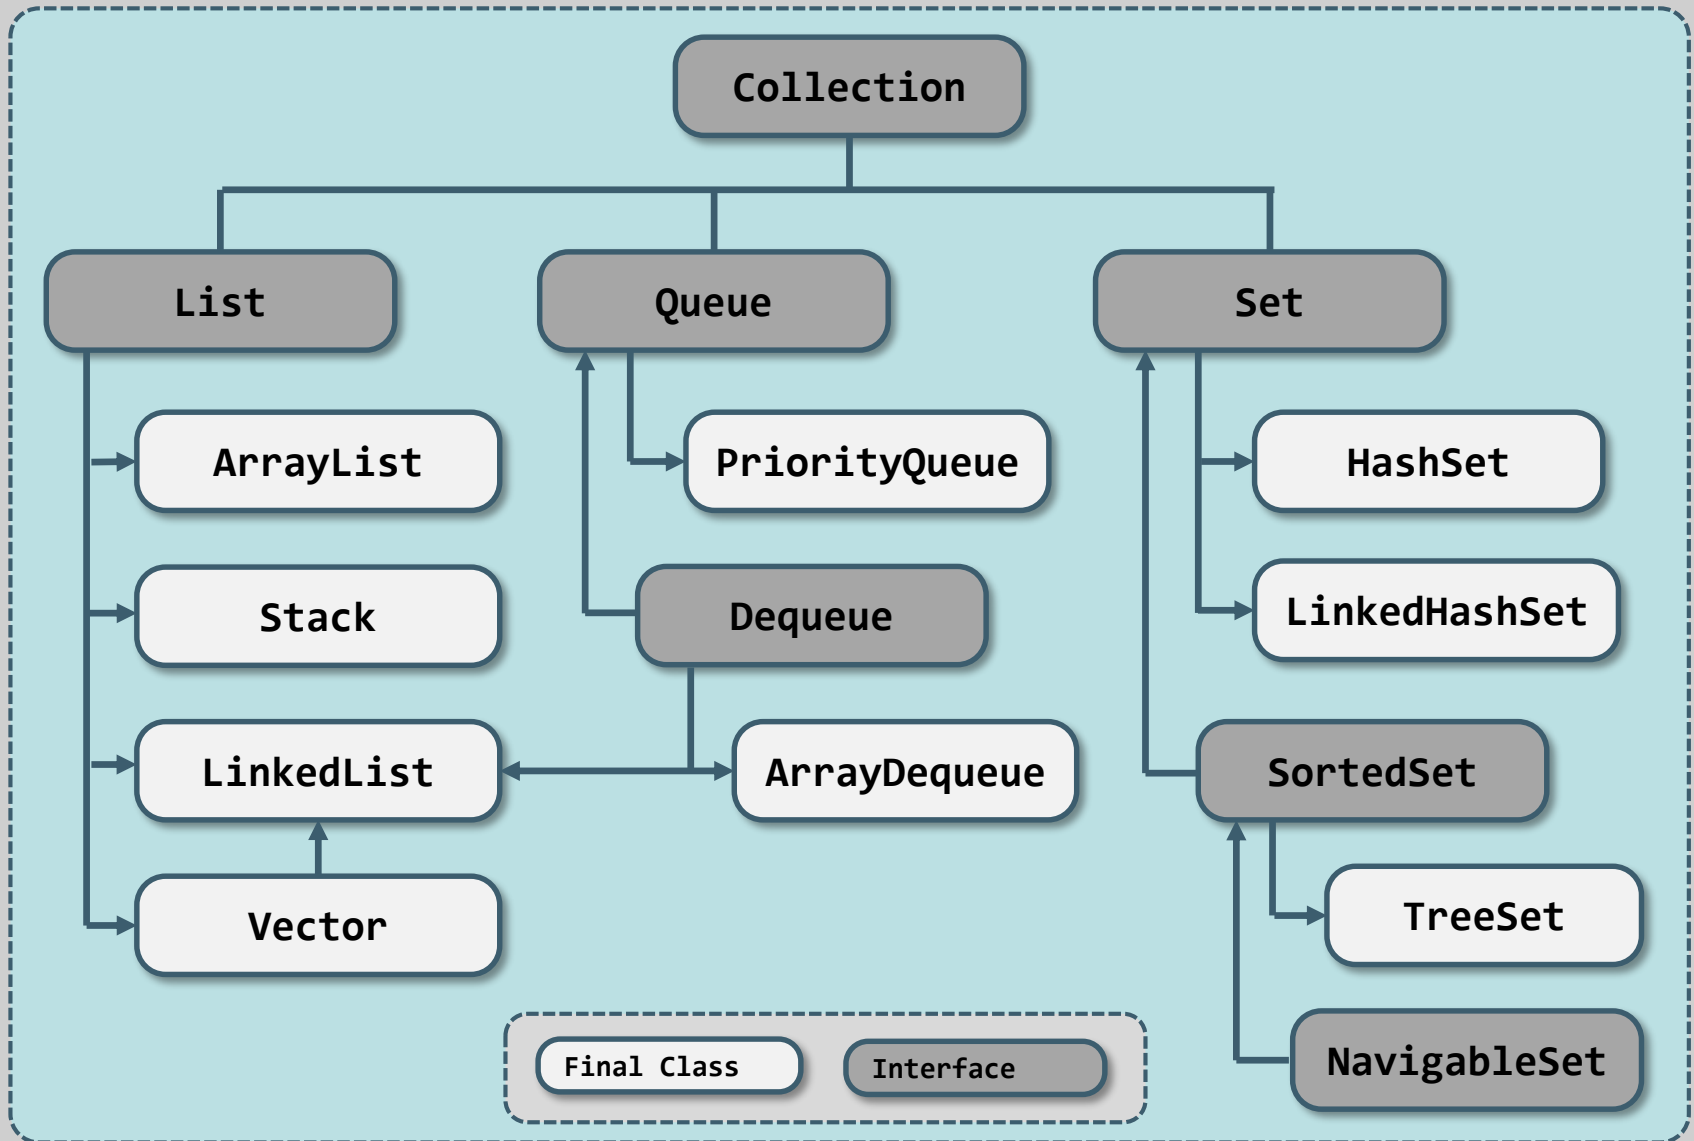 Collection
List
Queue
Set
ArrayList
PriorityQueue
HashSet
Stack
Dequeue
LinkedHashSet
LinkedList
ArrayDequeue
SortedSet
Vector
TreeSet
Final Class
Interface
NavigableSet